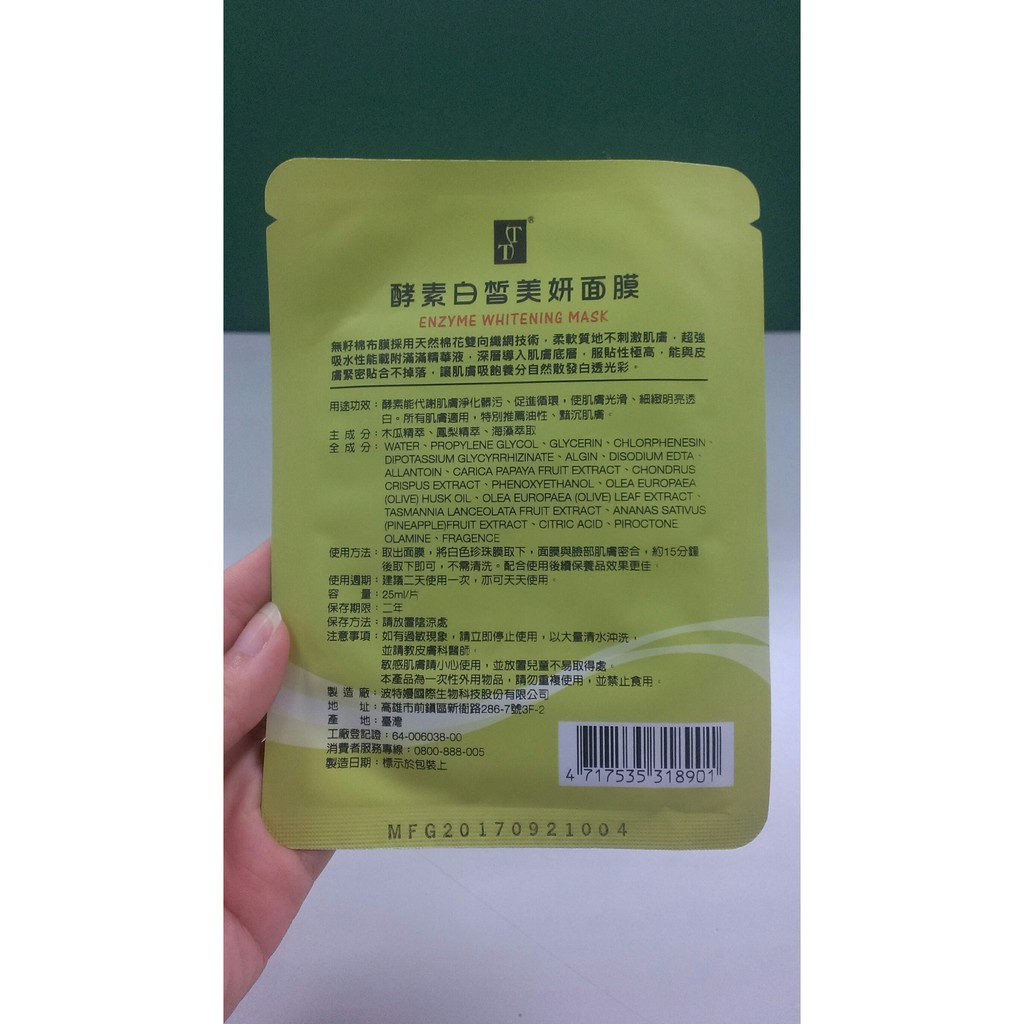 TT®
酵素白皙美妍面膜
ENZYME WHITENING MASK
無籽棉布膜採用天然棉花雙向織網技術，柔軟質地不刺激肌膚，超強
吸水性能載附滿滿精華液，深層導入肌膚底層，服貼性極高，能與皮
膚緊密貼合不掉落，讓肌膚吸飽養分自然散發白透光彩。
用途功效：酵素能代謝肌膚淨化髒污、促進循環，使肌膚光滑、細緻明亮透
白。所有肌膚適用，特別推薦油性、黯沉肌膚。
主成分：木瓜精萃、鳳梨精萃、海藻萃取
全成分：WATER、PROPYLENE GLYCOL、GLYCERIN、CHLORPHENESIN、
DIPOTASSIUM GLYCYRRHIZINATE、ALGIN、DISODIUM EDTA、
ALLANTOIN、CARICA PAPAYA FRUIT EXTRACT、CHONDRUS
CRISPUS EXTRACT、PHENOXYETHANOL、OLEA EUROPAEA
(OLIVE) HUSK OIL、OLEA EUROPAEA (OLIVE) LEAF EXTRACT、
TASMANNIA LANCEOLATA FRUIT EXTRACT、ANANAS SATIVUS
(PINEAPPLE)FRUIT EXTRACT、CITRIC ACID、PIROCTONE
OLAMINE、FRAGENCE
使用方法：取出面膜，將白色珍珠膜取下，面膜與臉部肌膚密合，約15分鐘
後取下即可，不需清洗。配合使用後續保養品效果更佳。
使用週期：建議二天使用一次，亦可天天使用。
容量：25ml/片
保存期限：二年
保存方法：請放置陰涼處
注意事項：如有過敏現象，請立即停止使用，以大量清水沖洗，
並請教皮膚科醫師。
敏感肌膚請小心使用，並放置兒童不易取得處。
本產品為一次性外用物品，請勿重複使用，並禁止食用。
製造廠：波特嫚國際生物科技股份有限公司
地址：高雄市前鎮區新衙路286-7號3F-2
產地：臺灣
工廠登記證：64-006038-00
消費者服務專線：0800-888-005
製造日期：標示於包裝上
4 717535 318901
MFG20170921004